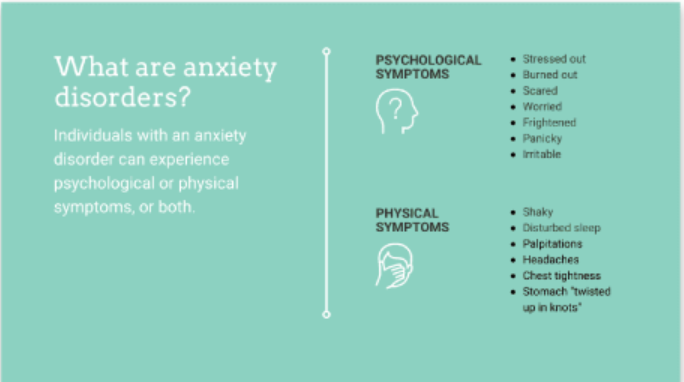 What are anxiety
disorders?
Individuals with an anxiety
disorder can experience
psychological or physical
symptoms, or both.
PSYCHOLOGICAL
SYMPTOMS
?
• Stressed out
• Burned out
• Scared
• Worried
• Frightened
• Panicky
• Irritable
PHYSICAL
SYMPTOMS
• Shaky
• Disturbed sleep
• Palpitations
• Headaches
• Chest tightness
• Stomach "twisted
up in knots"